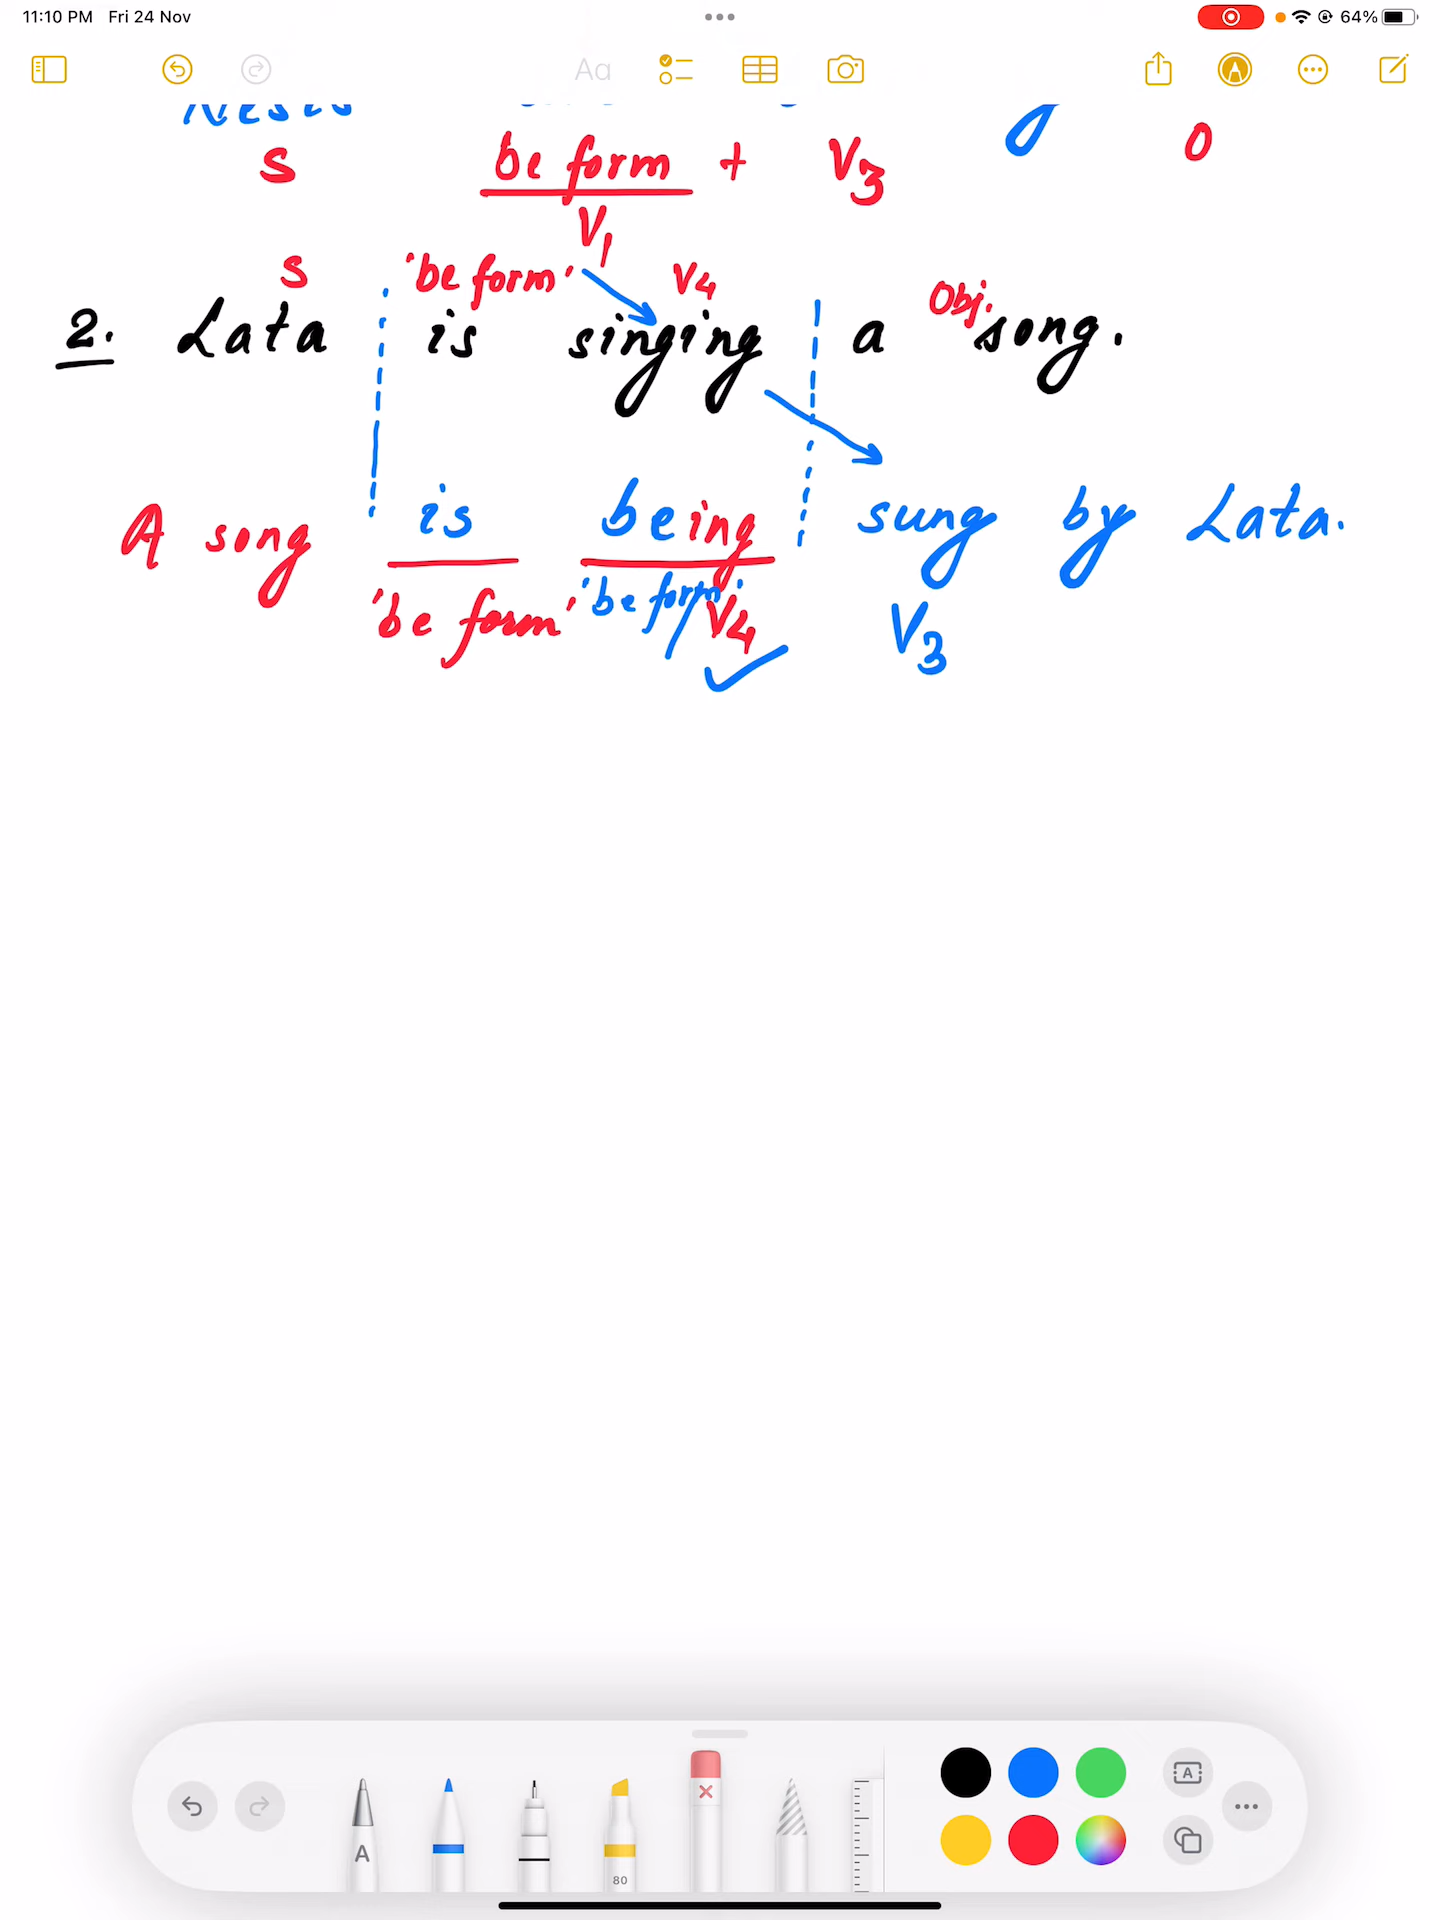 11:10 PM Fri 24 Nov 64%
Aa
S be form + V3 O
V1
S 'be form' V4 Obj.
2. Lata is singing a song.
A song is being sung by Lata.
'be form' 'be form' V4 V3
A 80 A